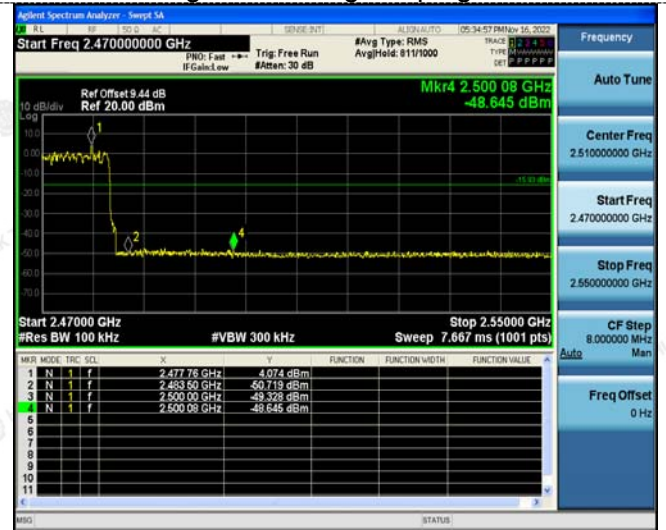 Agilent Spectrum Analyzer - Swept SA
RL RF 50 Ω AC SENSE:INT ALIGN AUTO 05:34:57 PM Nov 16, 2022
Start Freq 2.470000000 GHz
PNO: Fast
IFGain:Low
Trig: Free Run
#Atten: 30 dB
#Avg Type: RMS
Avg|Hold: 811/1000
TRACE 1 2 3 4 5 6
TYPE M
DET P P P P P P
Mkr4 2.500 08 GHz
-48.645 dBm
Ref Offset 9.44 dB
Ref 20.00 dBm
10 dB/div
Log
10.0
0.00
-10.0
-20.0
-30.0
-40.0
-50.0
-60.0
-70.0
1
2
4
-15.93 dBm
Start 2.47000 GHz Stop 2.55000 GHz
#Res BW 100 kHz #VBW 300 kHz Sweep 7.667 ms (1001 pts)
MKR MODE TRC SCL X Y FUNCTION FUNCTION WIDTH FUNCTION VALUE
1 N 1 f 2.477 76 GHz 4.074 dBm
2 N 1 f 2.483 50 GHz -50.719 dBm
3 N 1 f 2.500 00 GHz -49.328 dBm
4 N 1 f 2.500 08 GHz -48.645 dBm
5
6
7
8
9
10
11
MSG STATUS
Frequency
Auto Tune
Center Freq
2.510000000 GHz
Start Freq
2.470000000 GHz
Stop Freq
2.550000000 GHz
CF Step
8.000000 MHz
Auto Man
Freq Offset
0 Hz